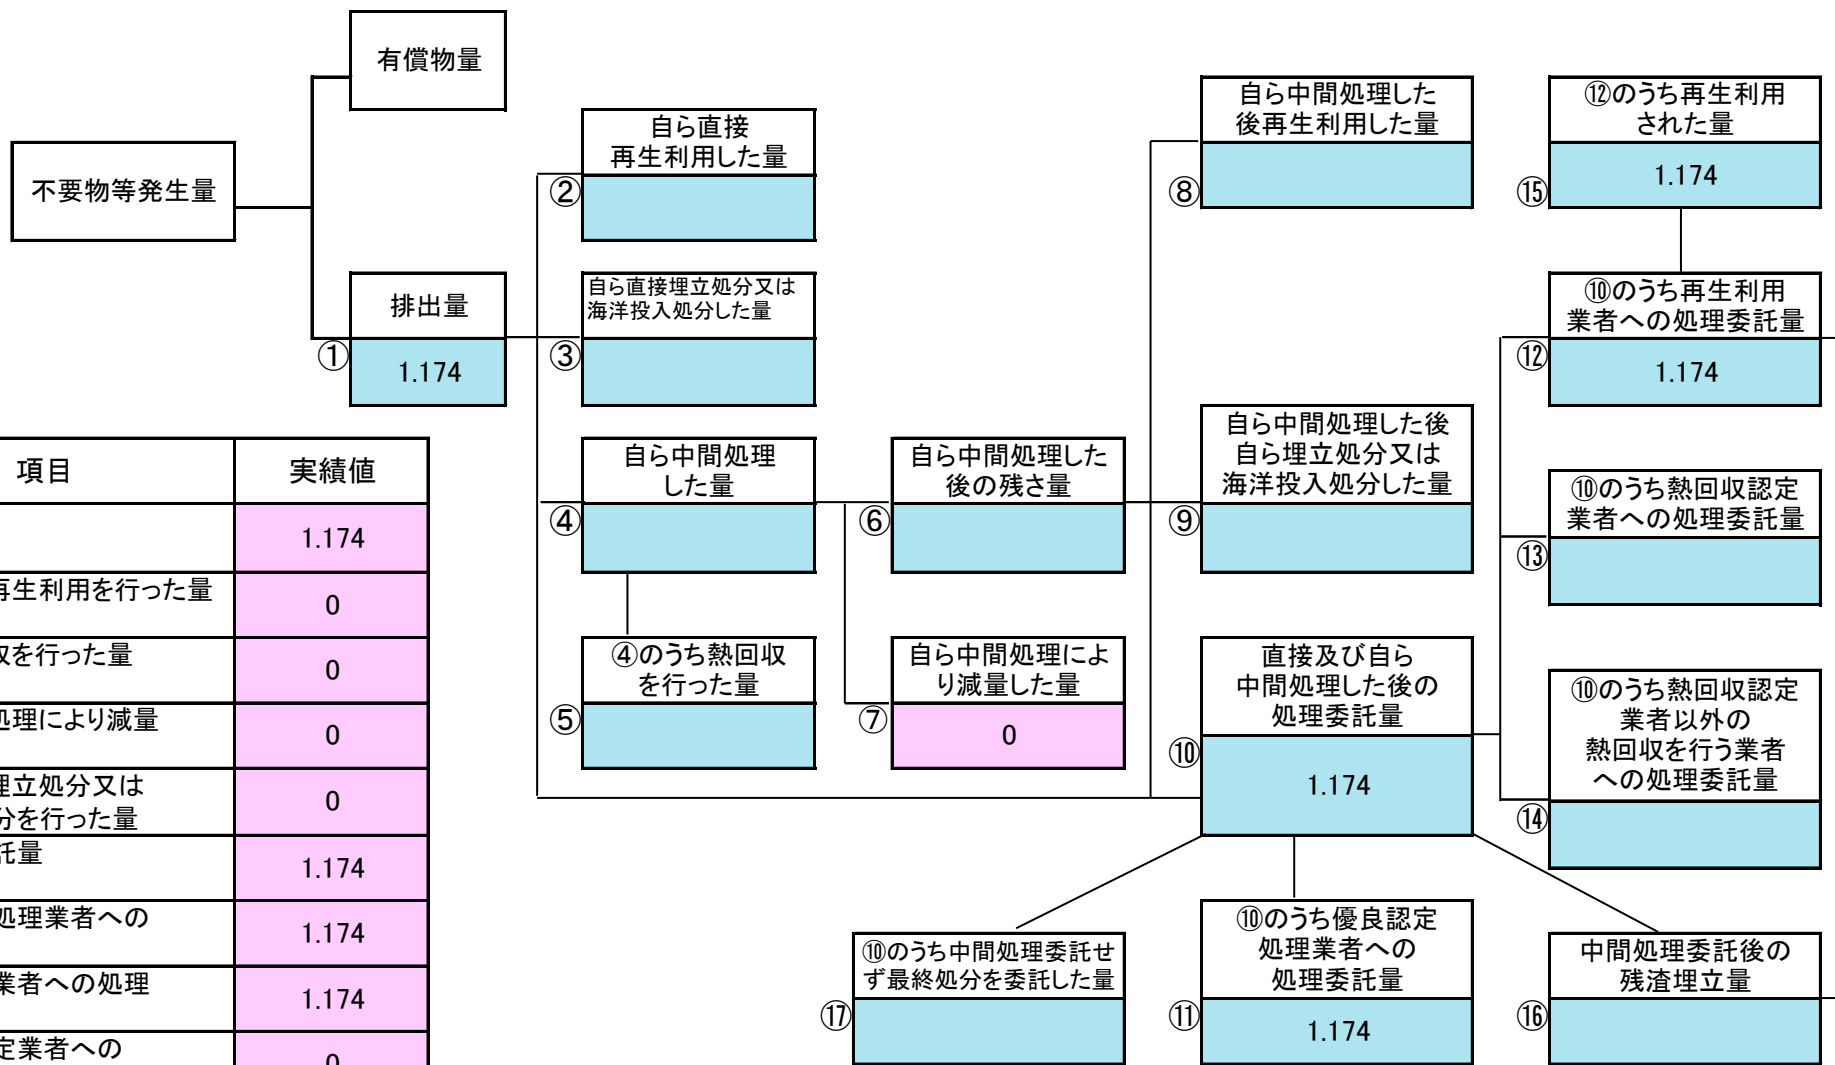 有償物量
不要物等発生量
排出量
①
1.174
自ら直接
再生利用した量
②
自ら直接埋立処分又は
海洋投入処分した量
③
自ら中間処理
した量
④
④のうち熱回収
を行った量
⑤
自ら中間処理した
後の残さ量
⑥
自ら中間処理によ
り減量した量
⑦
0
自ら中間処理した
後再生利用した量
⑧
自ら中間処理した後
自ら埋立処分又は
海洋投入処分した量
⑨
直接及び自ら
中間処理した後の
処理委託量
⑩
1.174
⑩のうち優良認定
処理業者への
処理委託量
⑪
1.174
⑫のうち再生利用
された量
⑮
1.174
⑩のうち再生利用
業者への処理委託量
⑫
1.174
⑩のうち熱回収認定
業者への処理委託量
⑬
⑩のうち熱回収認定
業者以外の
熱回収を行う業者
への処理委託量
⑭
中間処理委託後の
残渣埋立量
⑯
⑩のうち中間処理委託せ
ず最終処分を委託した量
⑰
項目 実績値
1.174
再生利用を行った量 0
を行った量 0
処理により減量 0
埋立処分又は
分を行った量 0
託量 1.174
処理業者への 1.174
業者への処理 1.174
定業者への 0